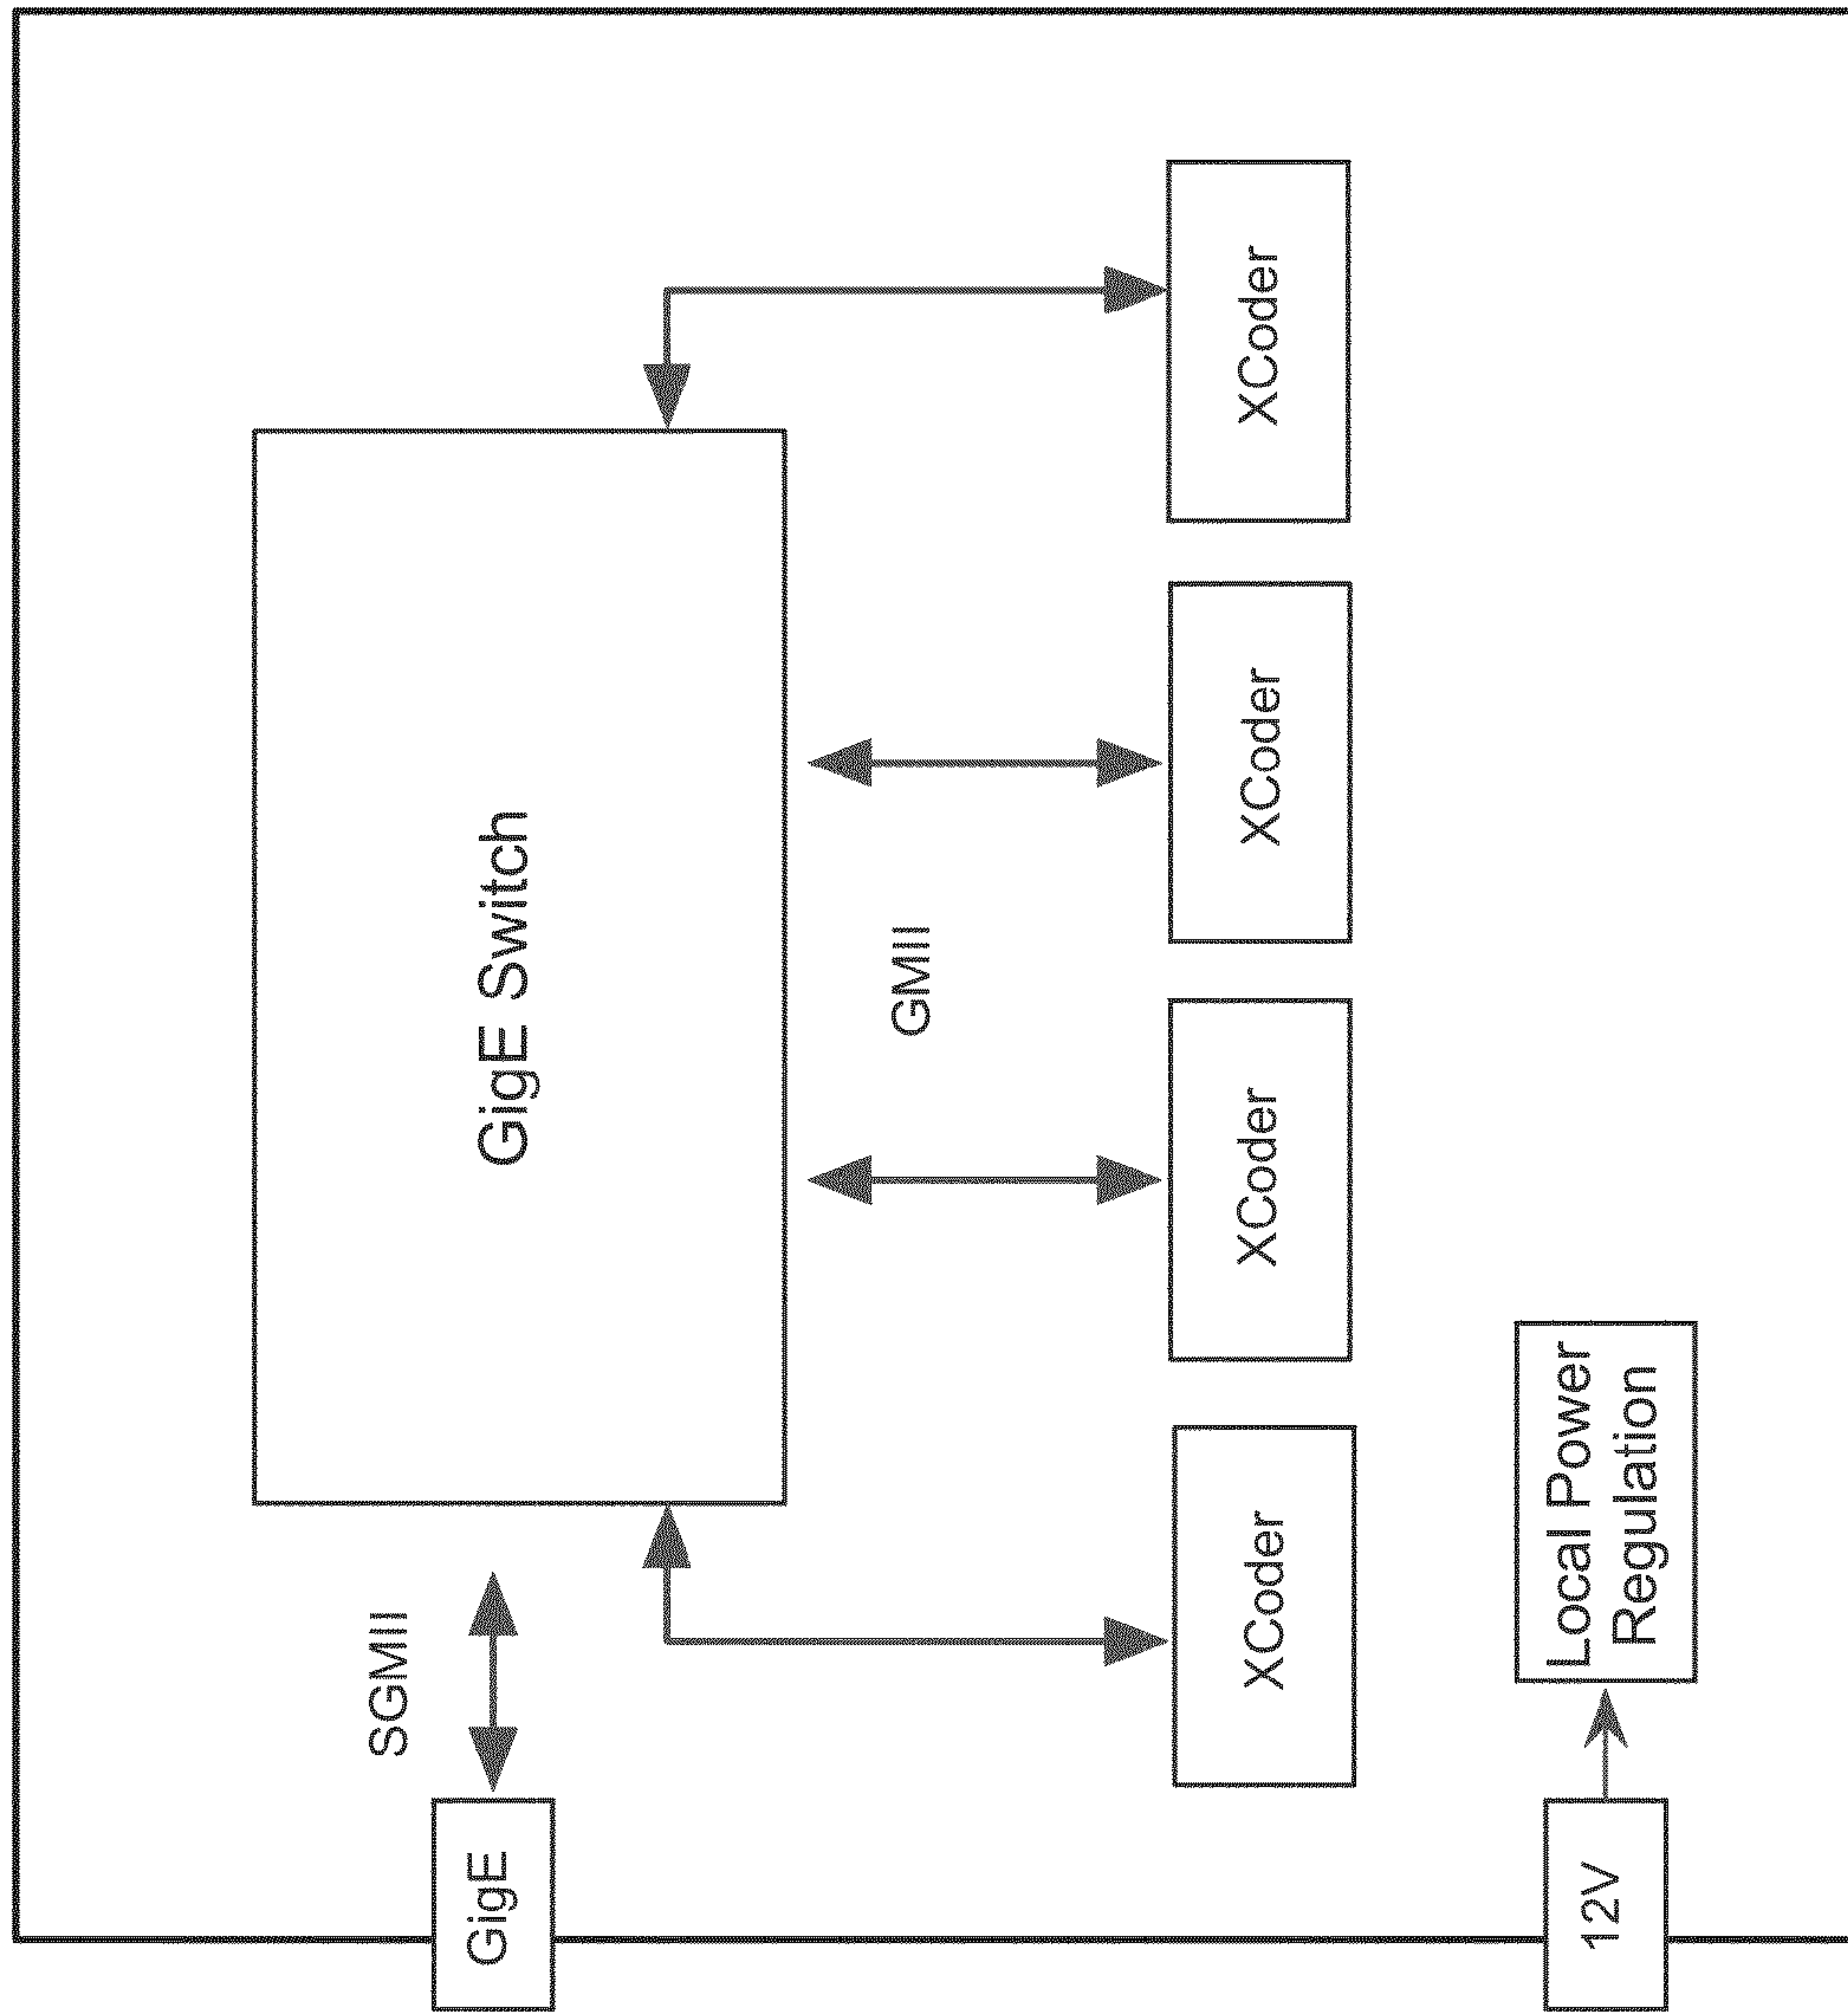 GigE Switch
SGMII
GigE
GMII
XCoder
XCoder
XCoder
XCoder
12V
Local Power
Regulation